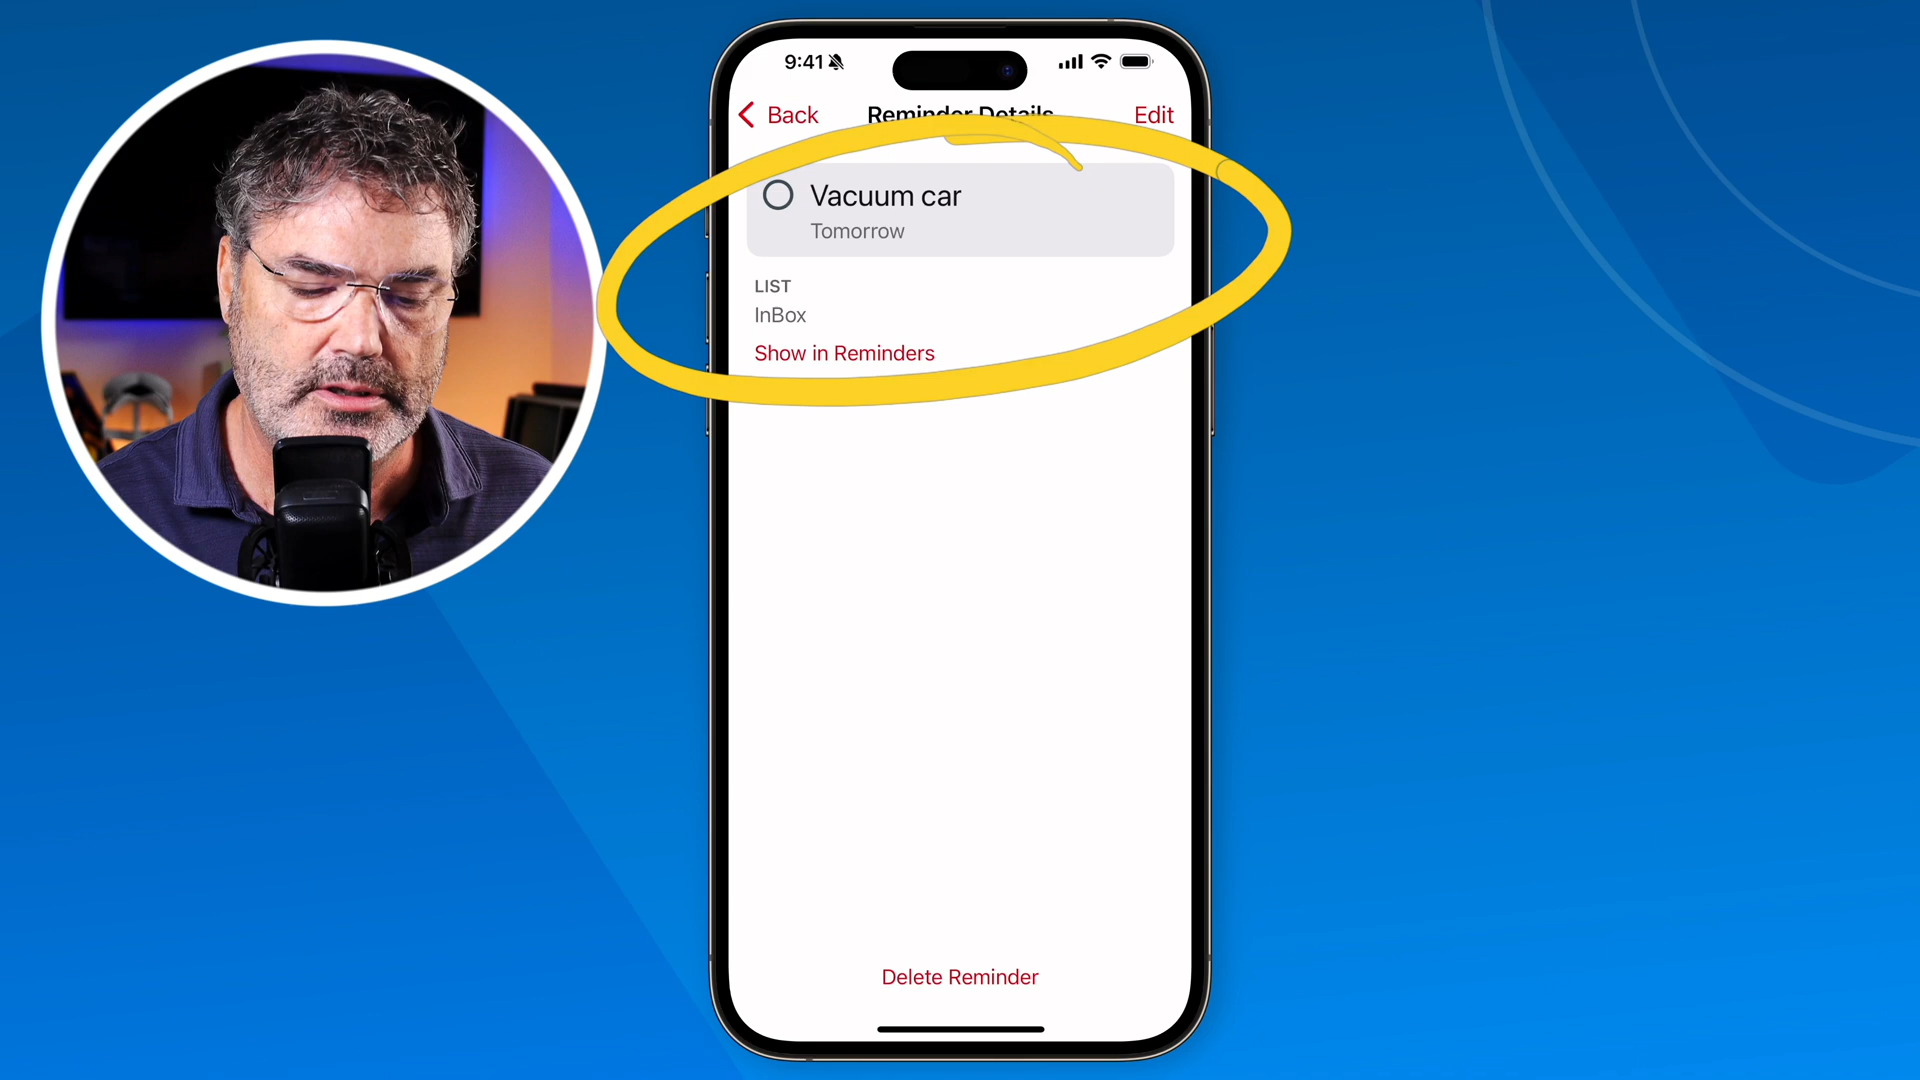 9:41
Back
Reminder Details
Edit
Vacuum car
Tomorrow
LIST
InBox
Show in Reminders
Delete Reminder